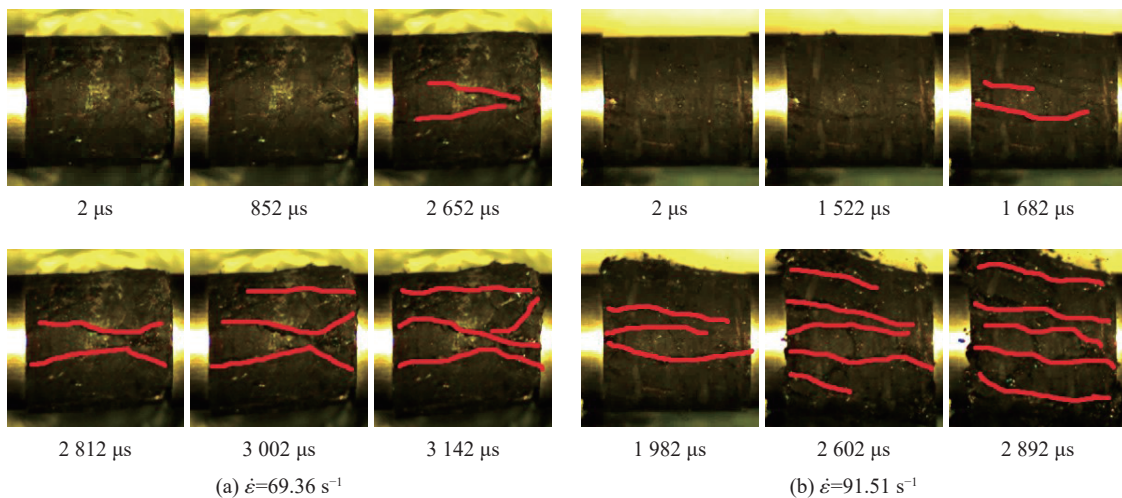 2 μs 852 μs 2 652 μs 2 μs 1 522 μs 1 682 μs
2 812 μs 3 002 μs 3 142 μs 1 982 μs 2 602 μs 2 892 μs
(a) ε̇=69.36 s⁻¹ (b) ε̇=91.51 s⁻¹